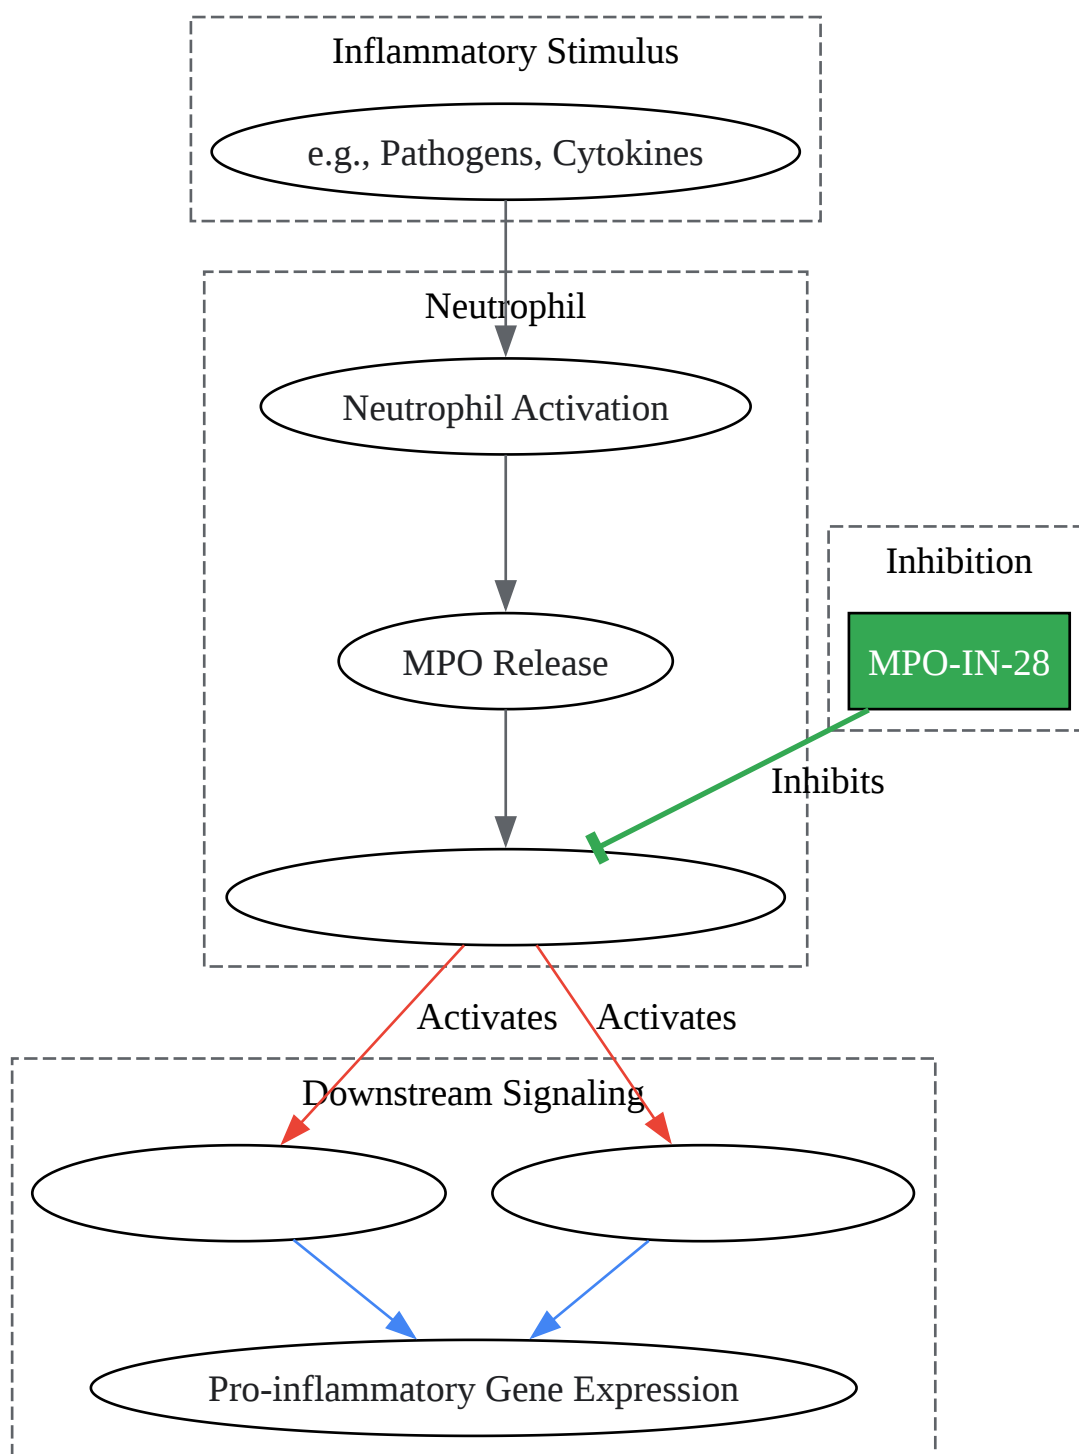 Inflammatory Stimulus
e.g., Pathogens, Cytokines
Neutrophil
Neutrophil Activation
Inhibition
MPO Release
MPO-IN-28
Inhibits
Activates
Activates
Downstream Signaling
Pro-inflammatory Gene Expression